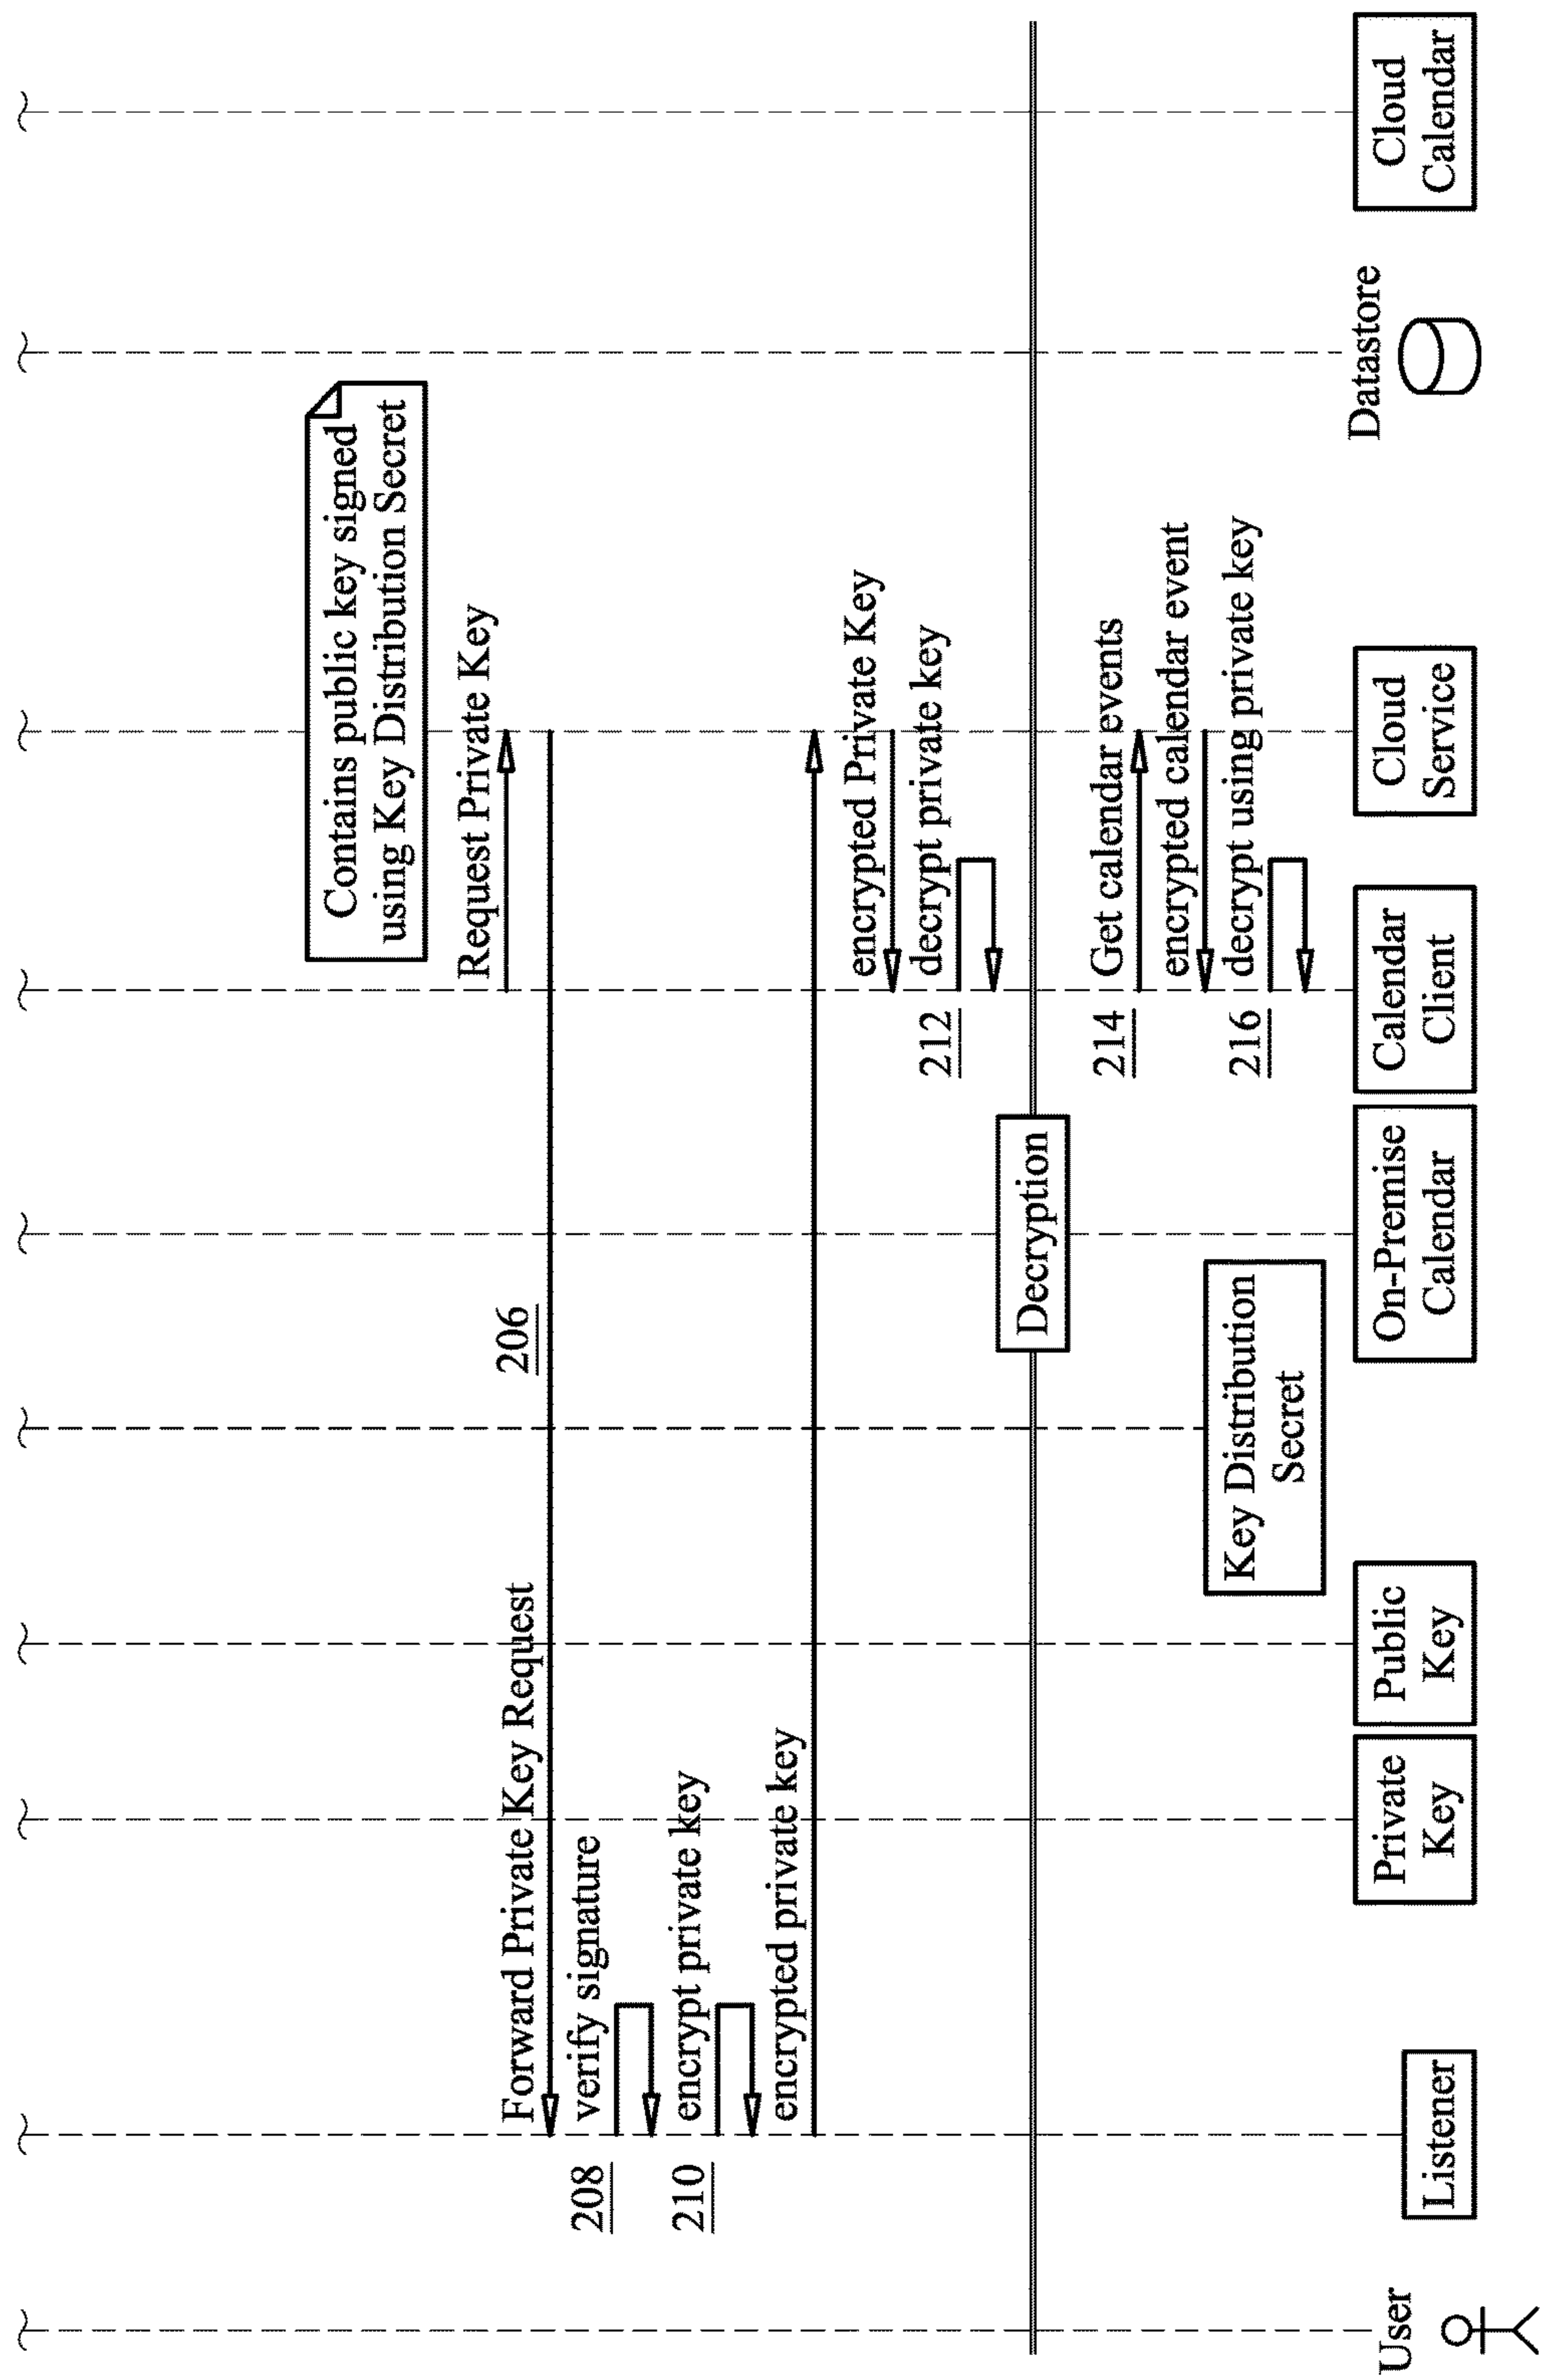 Contains public key signed
using Key Distribution Secret
Request Private Key
206
Forward Private Key Request
verify signature
208
encrypt private key
210
encrypted private key
encrypted Private Key
decrypt private key
212
Decryption
Get calendar events
214
encrypted calendar event
decrypt using private key
216
User
Listener
Private
Key
Public
Key
Key Distribution
Secret
On-Premise
Calendar
Calendar
Client
Cloud
Service
Datastore
Cloud
Calendar